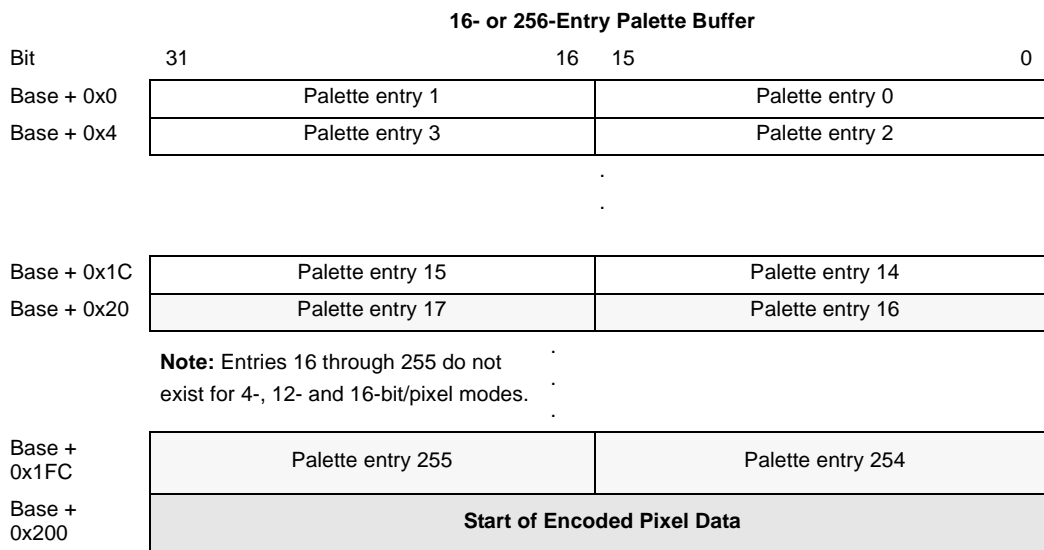 16- or 256-Entry Palette Buffer
Bit 31 16 15 0
Base + 0x0 Palette entry 1 Palette entry 0
Base + 0x4 Palette entry 3 Palette entry 2
.
.
Base + 0x1C Palette entry 15 Palette entry 14
Base + 0x20 Palette entry 17 Palette entry 16
Note: Entries 16 through 255 do not .
exist for 4-, 12- and 16-bit/pixel modes. .
.
Base +
0x1FC Palette entry 255 Palette entry 254
Base +
0x200 Start of Encoded Pixel Data